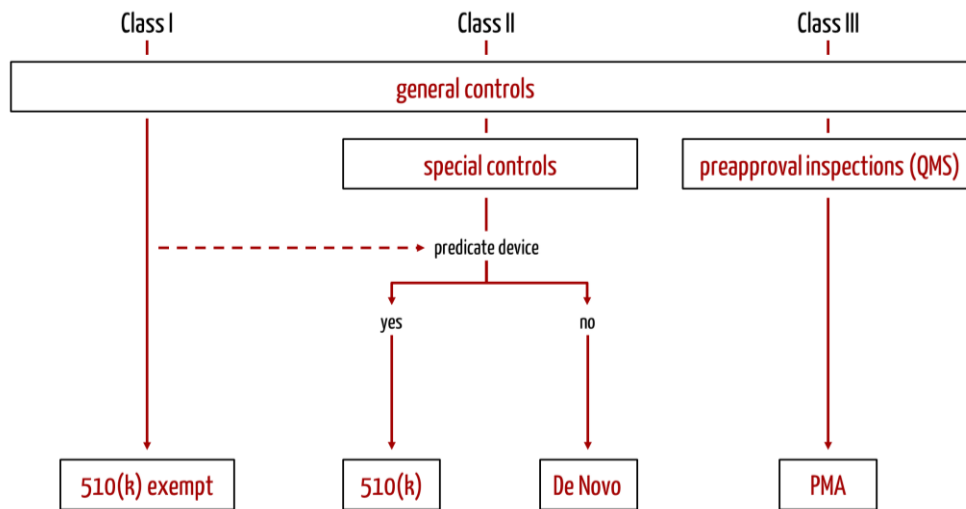 Class I
Class II
Class III
general controls
special controls
preapproval inspections (QMS)
predicate device
yes
no
510(k) exempt
510(k)
De Novo
PMA